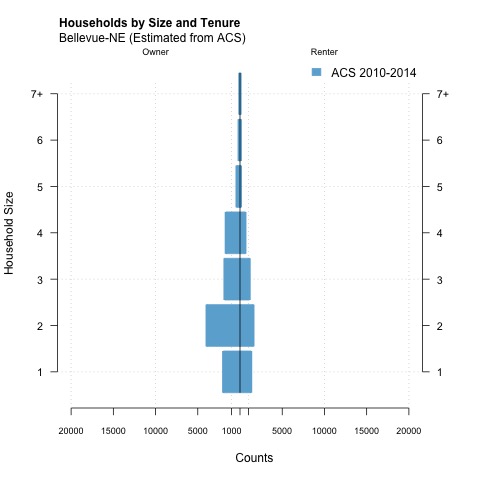 Households by Size and Tenure
Bellevue-NE (Estimated from ACS)
Owner Renter
ACS 2010-2014
7+ 7+
6 6
5 5
4 4
3 3
2 2
1 1
Household Size
20000 15000 10000 5000 1000 5000 10000 15000 20000
Counts